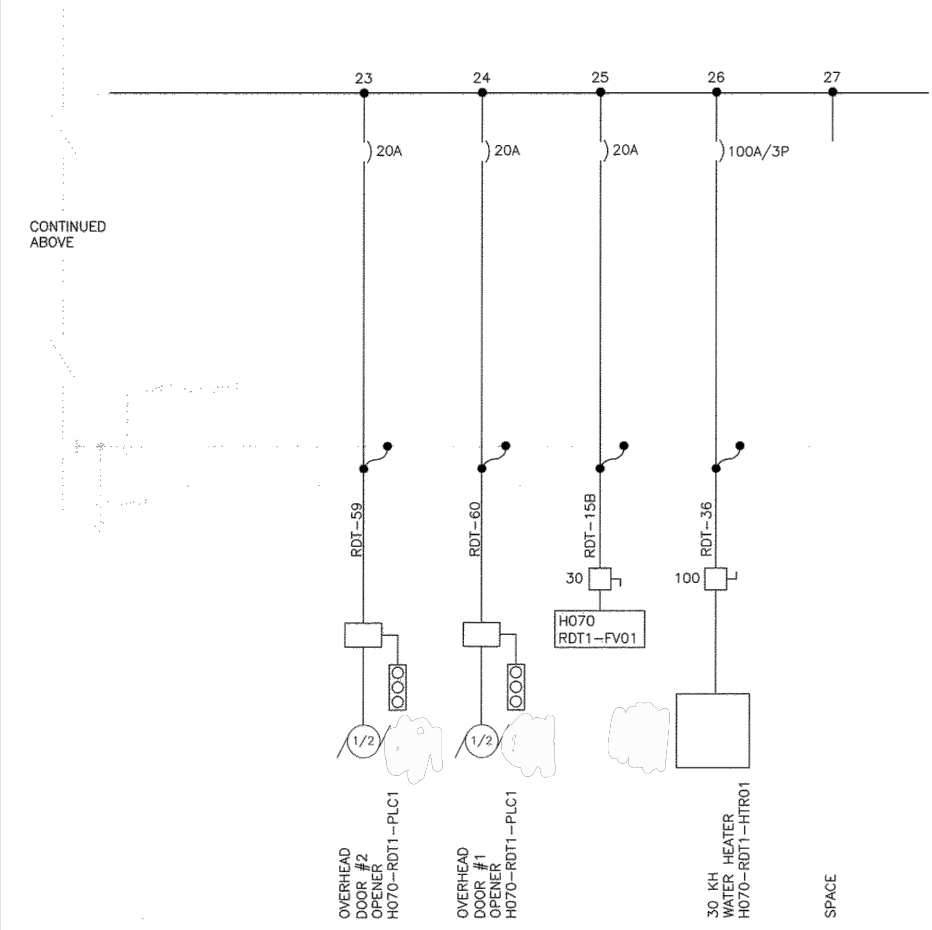 23
24
25
26
27
20A
20A
20A
100A/3P
CONTINUED
ABOVE
RDT-59
RDT-60
RDT-15B
RDT-36
30
100
H070
RDT1-FV01
1/2
1/2
OVERHEAD
DOOR #2
OPENER
H070-RDT1-PLC1
OVERHEAD
DOOR #1
OPENER
H070-RDT1-PLC1
30 KH
WATER HEATER
H070-RDT1-HTR01
SPACE